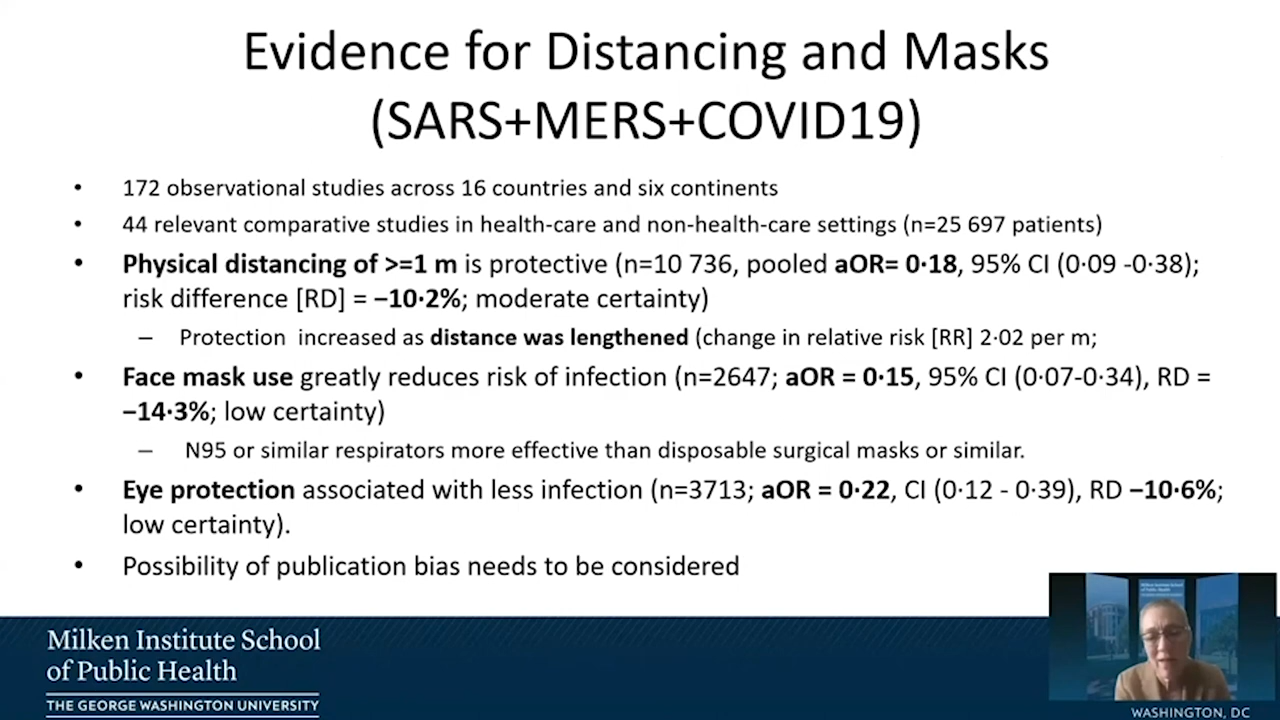 Evidence for Distancing and Masks
(SARS+MERS+COVID19)
• 172 observational studies across 16 countries and six continents
• 44 relevant comparative studies in health-care and non-health-care settings (n=25 697 patients)
• Physical distancing of >=1 m is protective (n=10 736, pooled aOR= 0·18, 95% CI (0·09 -0·38);
risk difference [RD] = −10·2%; moderate certainty)
– Protection  increased as distance was lengthened (change in relative risk [RR] 2·02 per m;
• Face mask use greatly reduces risk of infection (n=2647; aOR = 0·15, 95% CI (0·07-0·34), RD =
−14·3%; low certainty)
– N95 or similar respirators more effective than disposable surgical masks or similar.
• Eye protection associated with less infection (n=3713; aOR = 0·22, CI (0·12 - 0·39), RD −10·6%;
low certainty).
• Possibility of publication bias needs to be considered
Milken Institute School
of Public Health
THE GEORGE WASHINGTON UNIVERSITY
WASHINGTON, DC